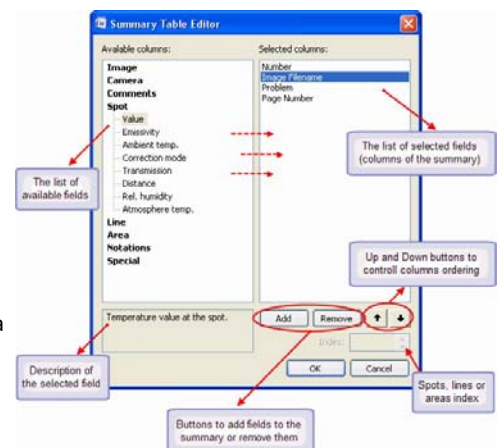 Summary Table Editor
Available columns:
Selected columns:
Image
Camera
Comments
Spot
Value
Emissivity
Ambient temp.
Correction mode
Transmission
Distance
Rel. humidity
Atmosphere temp.
Line
Area
Notations
Special
Number
Image Filename
Problem
Page Number
The list of
available fields
The list of selected fields
(columns of the summary)
Up and Down buttons to
controll columns ordering
a
Temperature value at the spot.
Add
Remove
Index:
OK
Cancel
Description of
the selected field
Spots, lines or
areas index
Buttons to add fields to the
summary or remove them